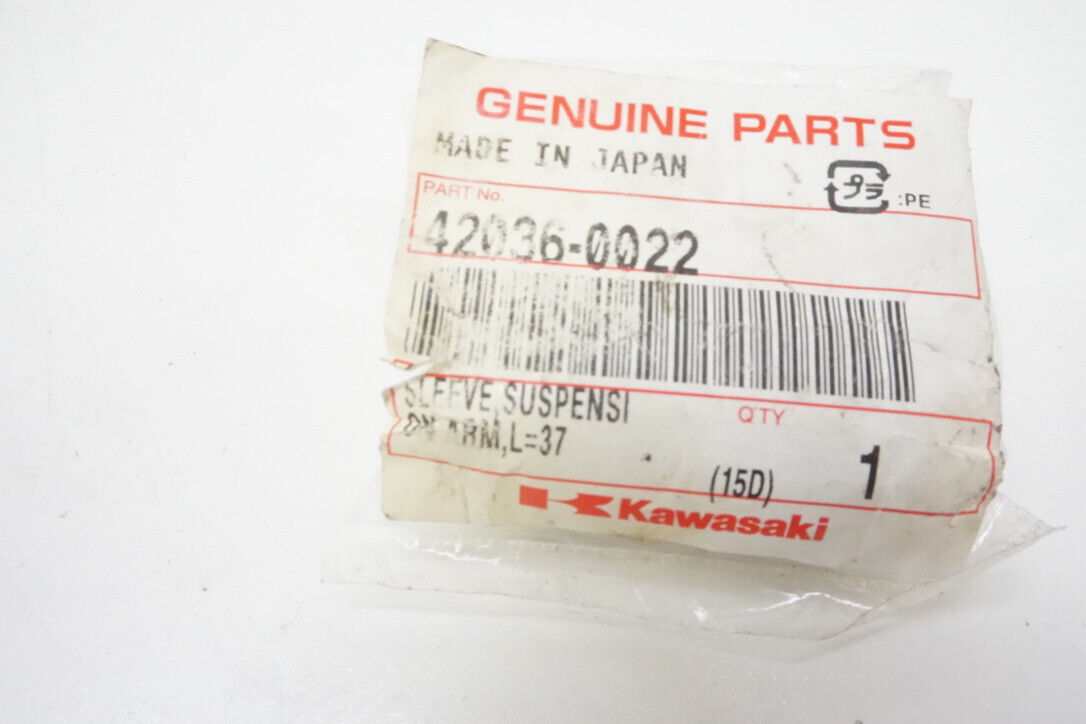 GENUINE PARTS
MADE IN JAPAN
プラ :PE
PART No.
42036-0022
SLEEVE,SUSPENSI
ON ARM,L=37
Q'TY
(15D) 1
Kawasaki